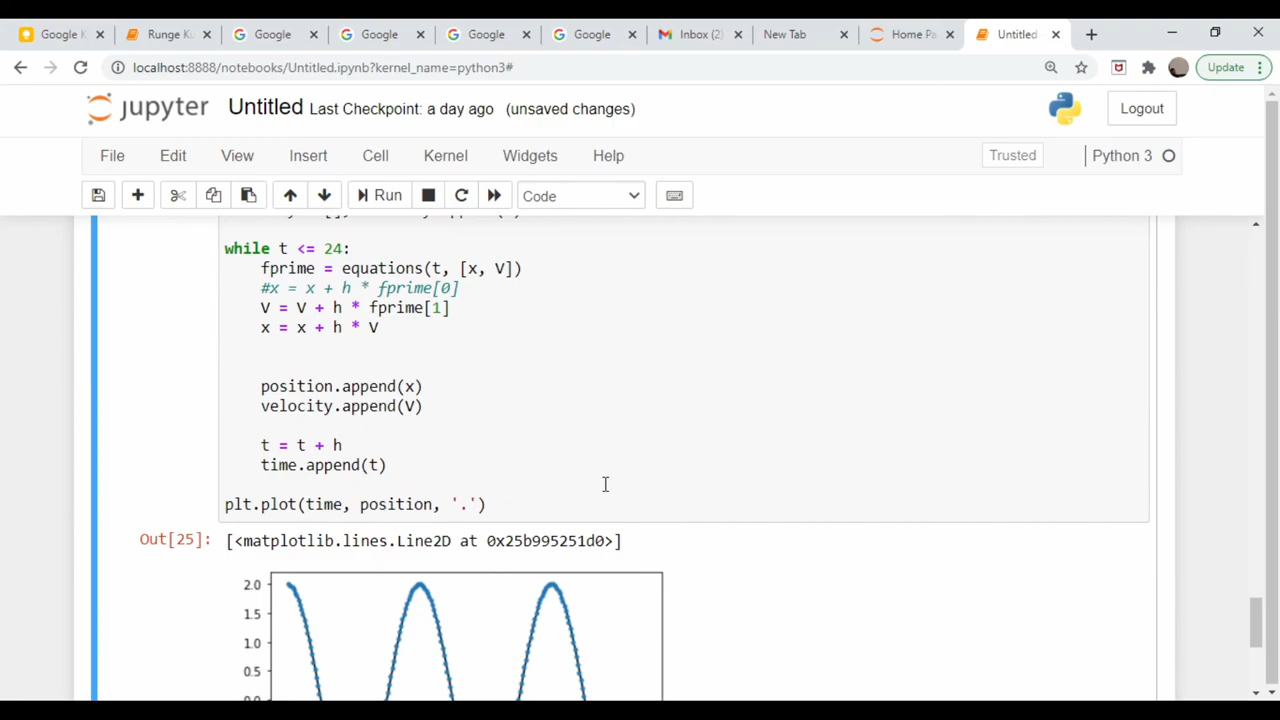 Google K
Runge Ku
Google
Google
Google
Google
Inbox (2)
New Tab
Home Pa
Untitled
localhost:8888/notebooks/Untitled.ipynb?kernel_name=python3#
Update
jupyter
Untitled Last Checkpoint: a day ago (unsaved changes)
Logout
File Edit View Insert Cell Kernel Widgets Help
Trusted
Python 3
Run
Code
while t <= 24:
fprime = equations(t, [x, V])
#x = x + h * fprime[0]
V = V + h * fprime[1]
x = x + h * V
position.append(x)
velocity.append(V)
t = t + h
time.append(t)
plt.plot(time, position, '.')
Out[25]: [<matplotlib.lines.Line2D at 0x25b995251d0>]
2.0
1.5
1.0
0.5